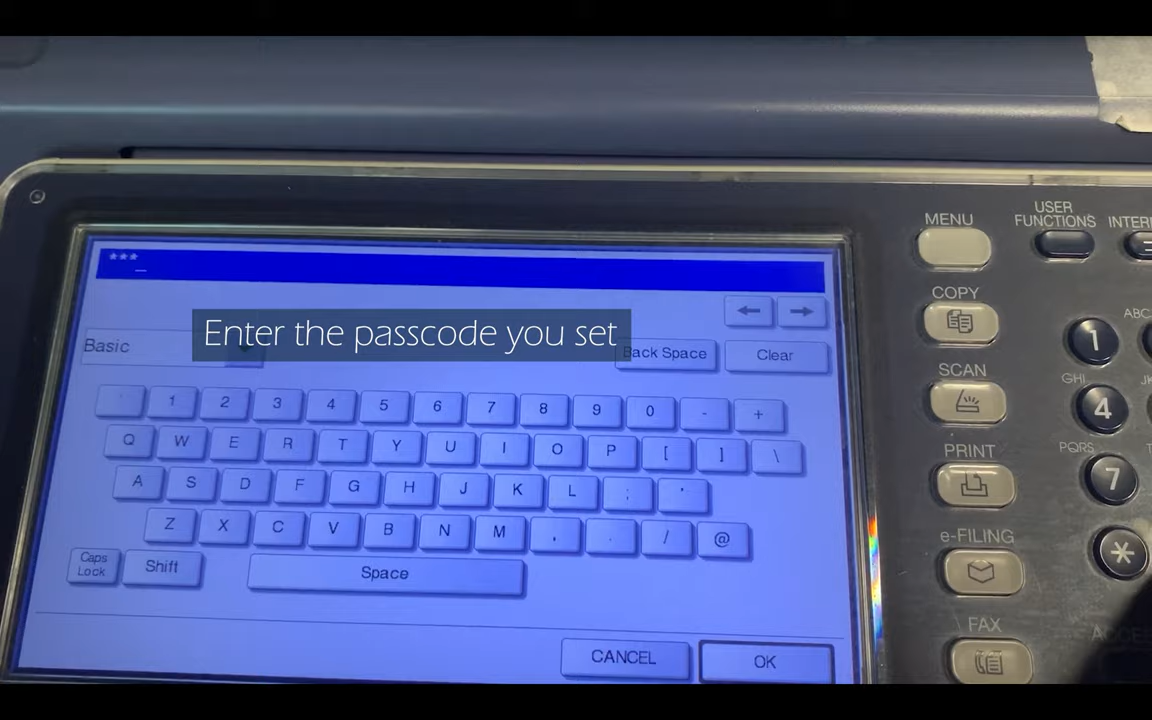 ***_
Enter the passcode you set
Basic
Back Space
Clear
1 2 3 4 5 6 7 8 9 0 - +
Q W E R T Y U I O P [ ] \
A S D F G H J K L ; '
Z X C V B N M , . / @
Caps
Lock
Shift
Space
CANCEL
OK
MENU
USER
FUNCTIONS
COPY
SCAN
PRINT
e-FILING
FAX
1
ABC
GHI
4
PQRS
7
*